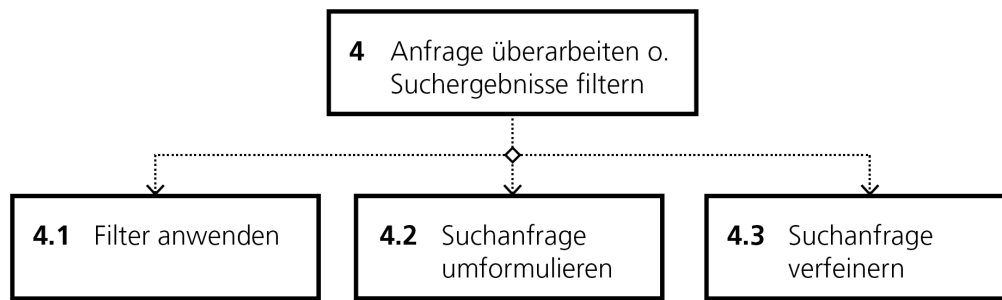 4 Anfrage überarbeiten o.
Suchergebnisse filtern
4.1 Filter anwenden
4.2 Suchanfrage
umformulieren
4.3 Suchanfrage
verfeinern